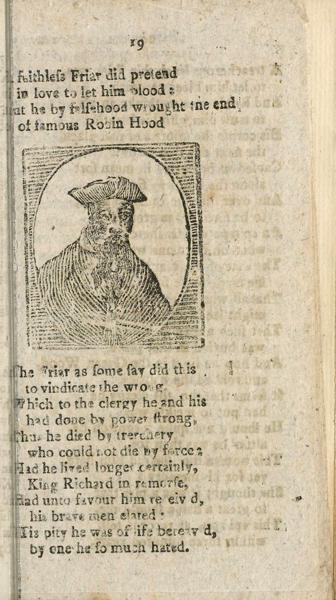 19
faithleſs Friar did pretend
in love to let him blood:
he by falſehood wrought the end
of famous Robin Hood
The Friar as ſome ſay did this
to vindicate the wrong,
Which to the clergy he and his
had done by power ſtrong,
Thus he died by treachery
who could not die by force:
Had he lived longer certainly,
King Richard in remorſe,
Had unto favour him receiv'd,
his brave men
His pity he was of life bereav'd,
by one he ſo much hated.